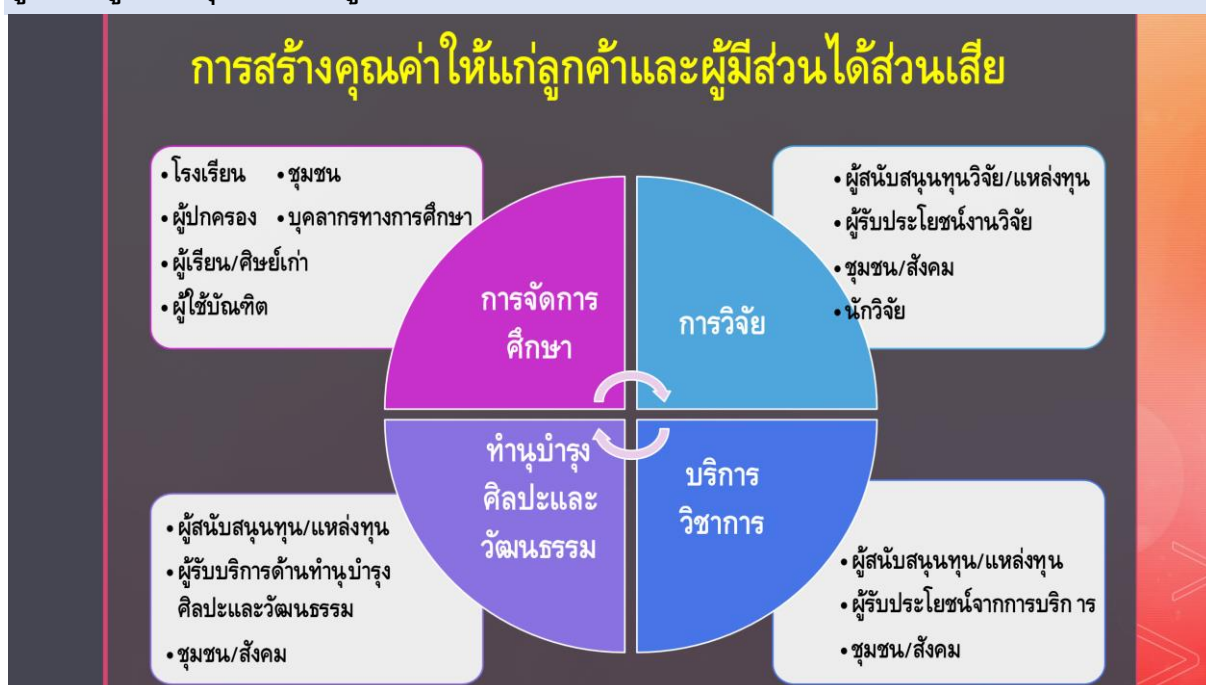 การสร้างคุณค่าให้แก่ลูกค้าและผู้มีส่วนได้ส่วนเสีย
•โรงเรียน •ชุมชน
•ผู้ปกครอง •บุคลากรทางการศึกษา
•ผู้เรียน/ศิษย์เก่า
•ผู้ใช้บัณฑิต
•ผู้สนับสนุนทุนวิจัย/แหล่งทุน
•ผู้รับประโยชน์งานวิจัย
•ชุมชน/สังคม
•นักวิจัย
การจัดการ
ศึกษา
การวิจัย
ทำนุบำรุง
ศิลปะและ
วัฒนธรรม
บริการ
วิชาการ
•ผู้สนับสนุนทุน/แหล่งทุน
•ผู้รับบริการด้านทำนุบำรุง
ศิลปะและวัฒนธรรม
•ชุมชน/สังคม
•ผู้สนับสนุนทุน/แหล่งทุน
•ผู้รับประโยชน์จากการบริก าร
•ชุมชน/สังคม